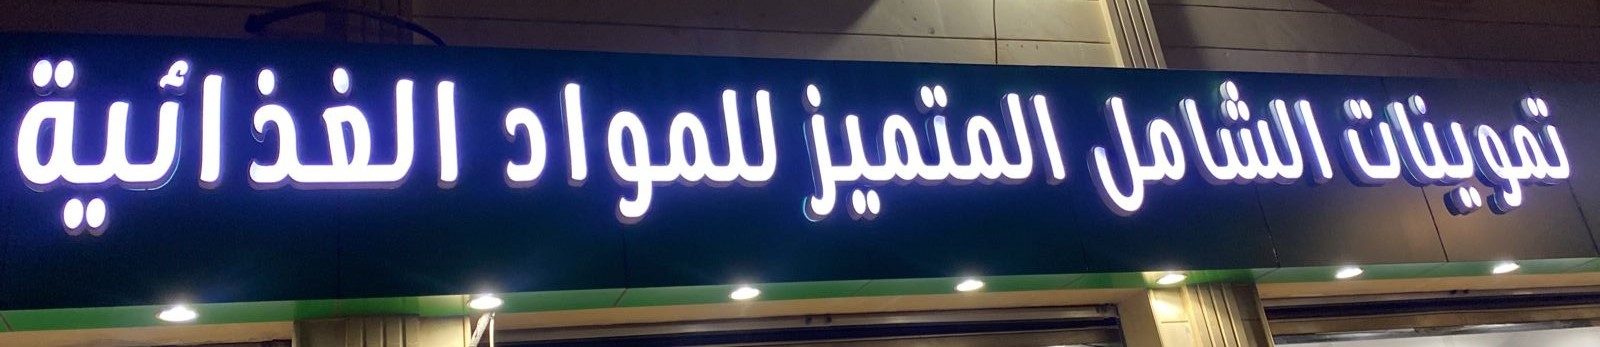 تموينات الشامل المتميز للمواد الغذائية